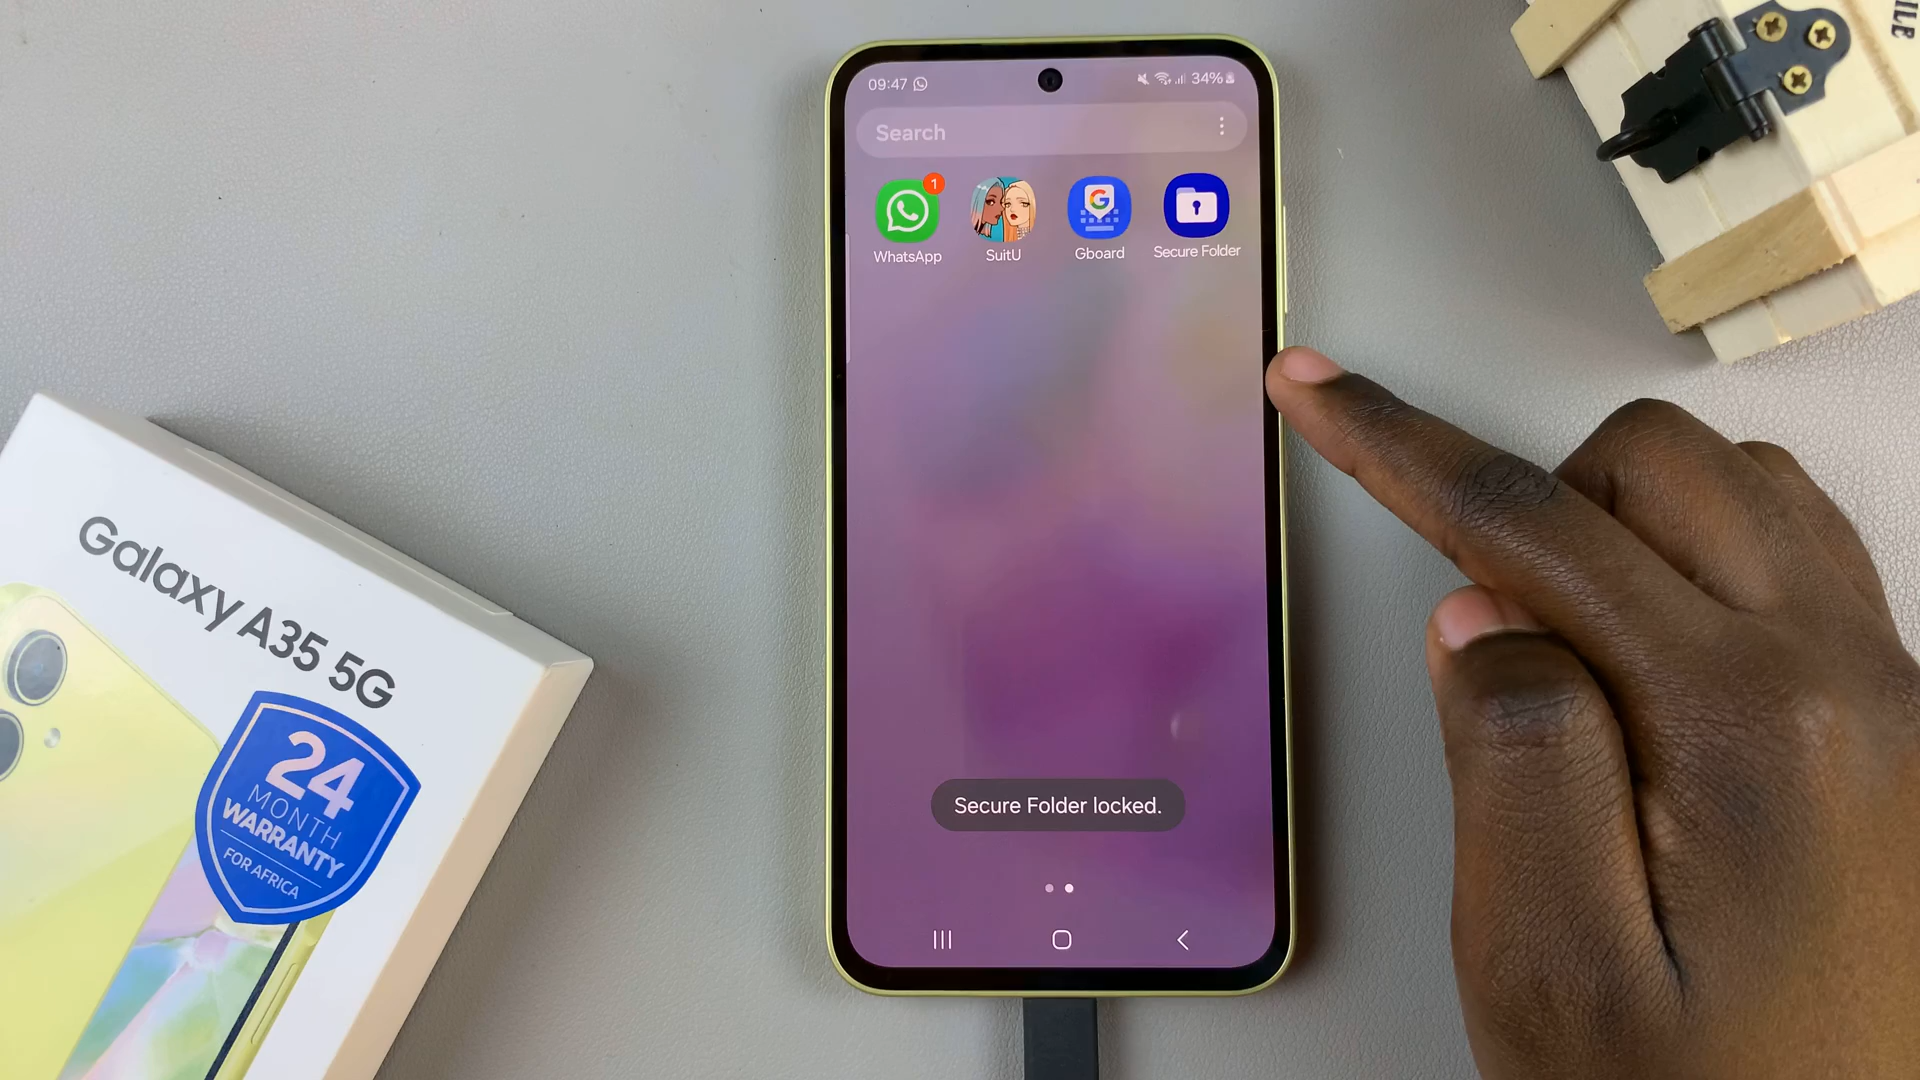 09:47
34%
Search
1
WhatsApp
SuitU
Gboard
Secure Folder
Secure Folder locked.
Galaxy A35 5G
24
MONTH
WARRANTY
FOR AFRICA